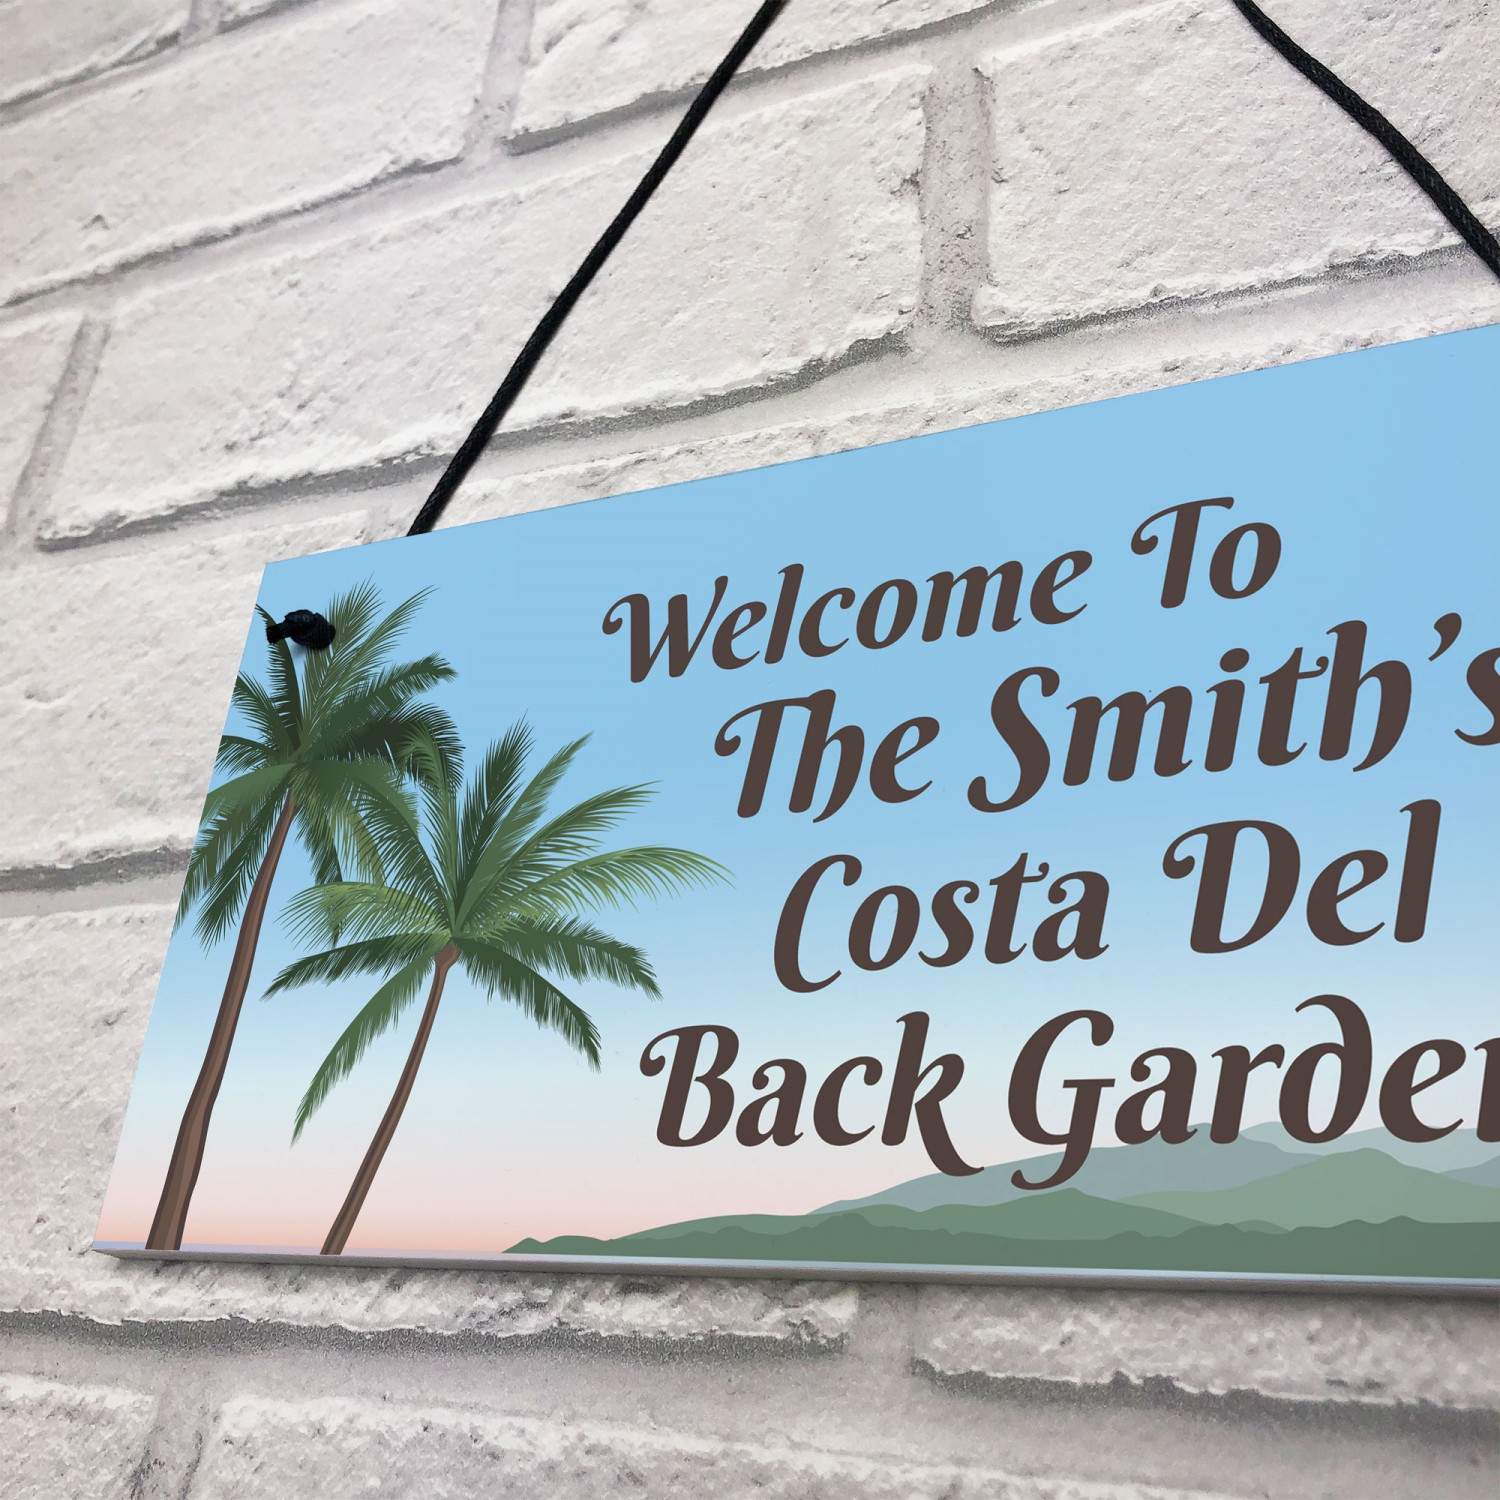 Welcome To
The Smith's
Costa Del
Back Garden